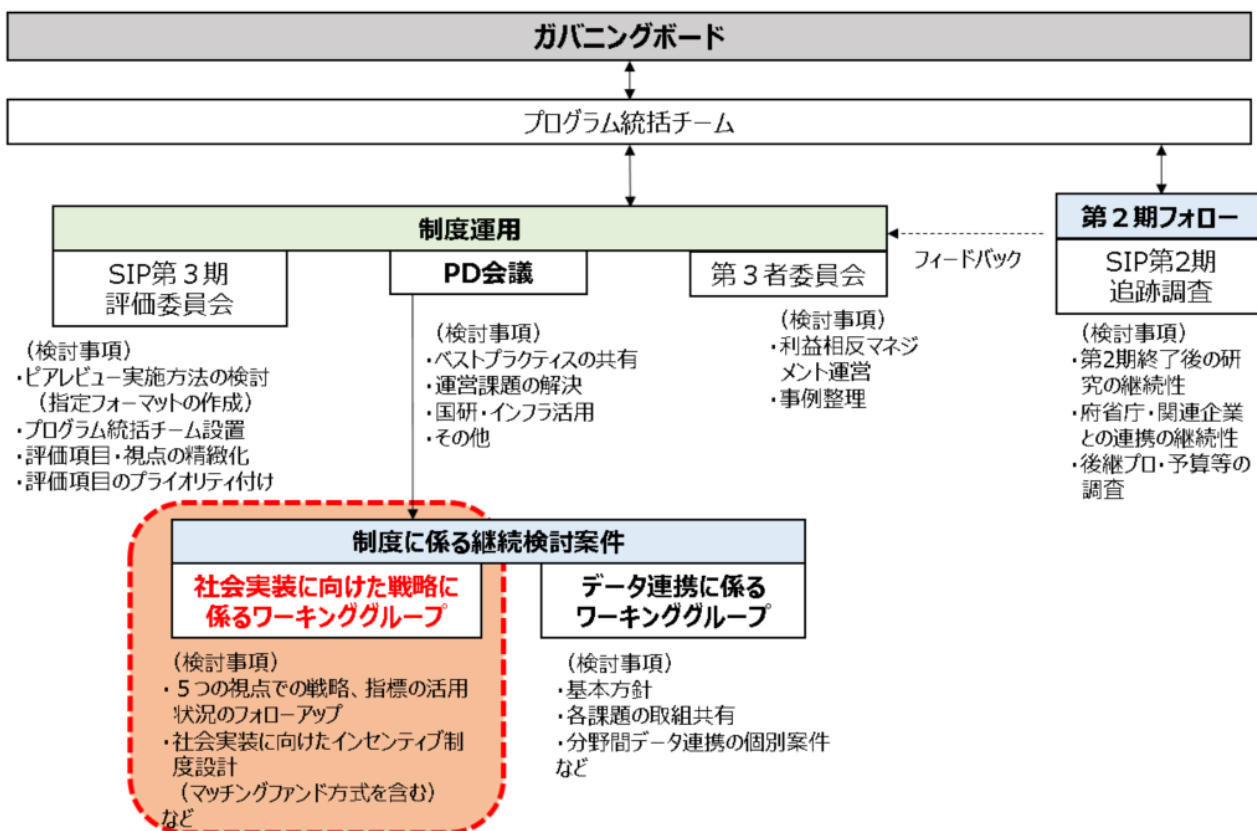 ガバニングボード
プログラム統括チーム
制度運用
SIP第3期
評価委員会
(検討事項)
・ピアレビュー実施方法の検討
(指定フォーマットの作成)
・プログラム統括チーム設置
・評価項目・視点の精緻化
・評価項目のプライオリティ付け
PD会議
(検討事項)
・ベストプラクティスの共有
・運営課題の解決
・国研・インフラ活用
・その他
第3者委員会
(検討事項)
・利益相反マネジ
メント運営
・事例整理
フィードバック
第2期フォロー
SIP第2期
追跡調査
(検討事項)
・第2期終了後の研
究の継続性
・府省庁・関連企業
との連携の継続性
・後継プロ・予算等の
調査
制度に係る継続検討案件
社会実装に向けた戦略に
係るワーキンググループ
(検討事項)
・5つの視点での戦略、指標の活用
状況のフォローアップ
・社会実装に向けたインセンティブ制
度設計
(マッチングファンド方式を含む)
など
データ連携に係る
ワーキンググループ
(検討事項)
・基本方針
・各課題の取組共有
・分野間データ連携の個別案件
など